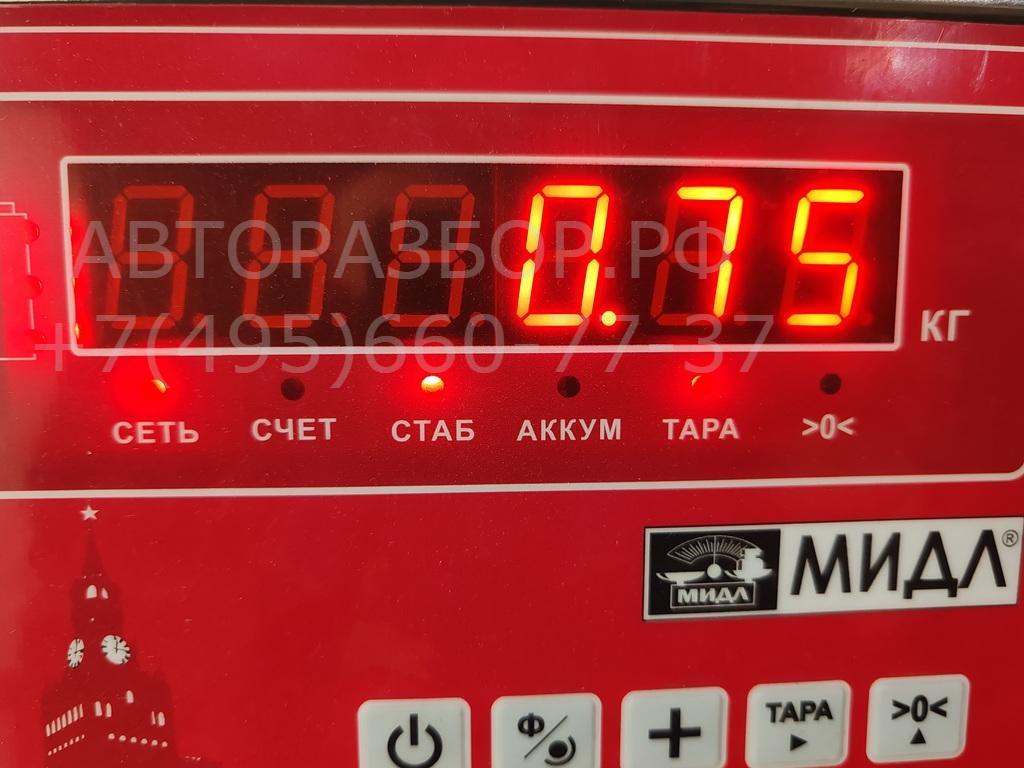 0.75
КГ
АВТОРАЗБОР.РФ
+7(495)660-77-37
СЕТЬ СЧЕТ СТАБ АККУМ ТАРА >0<
МИДЛ МИДЛ®
Ф ТАРА >0<